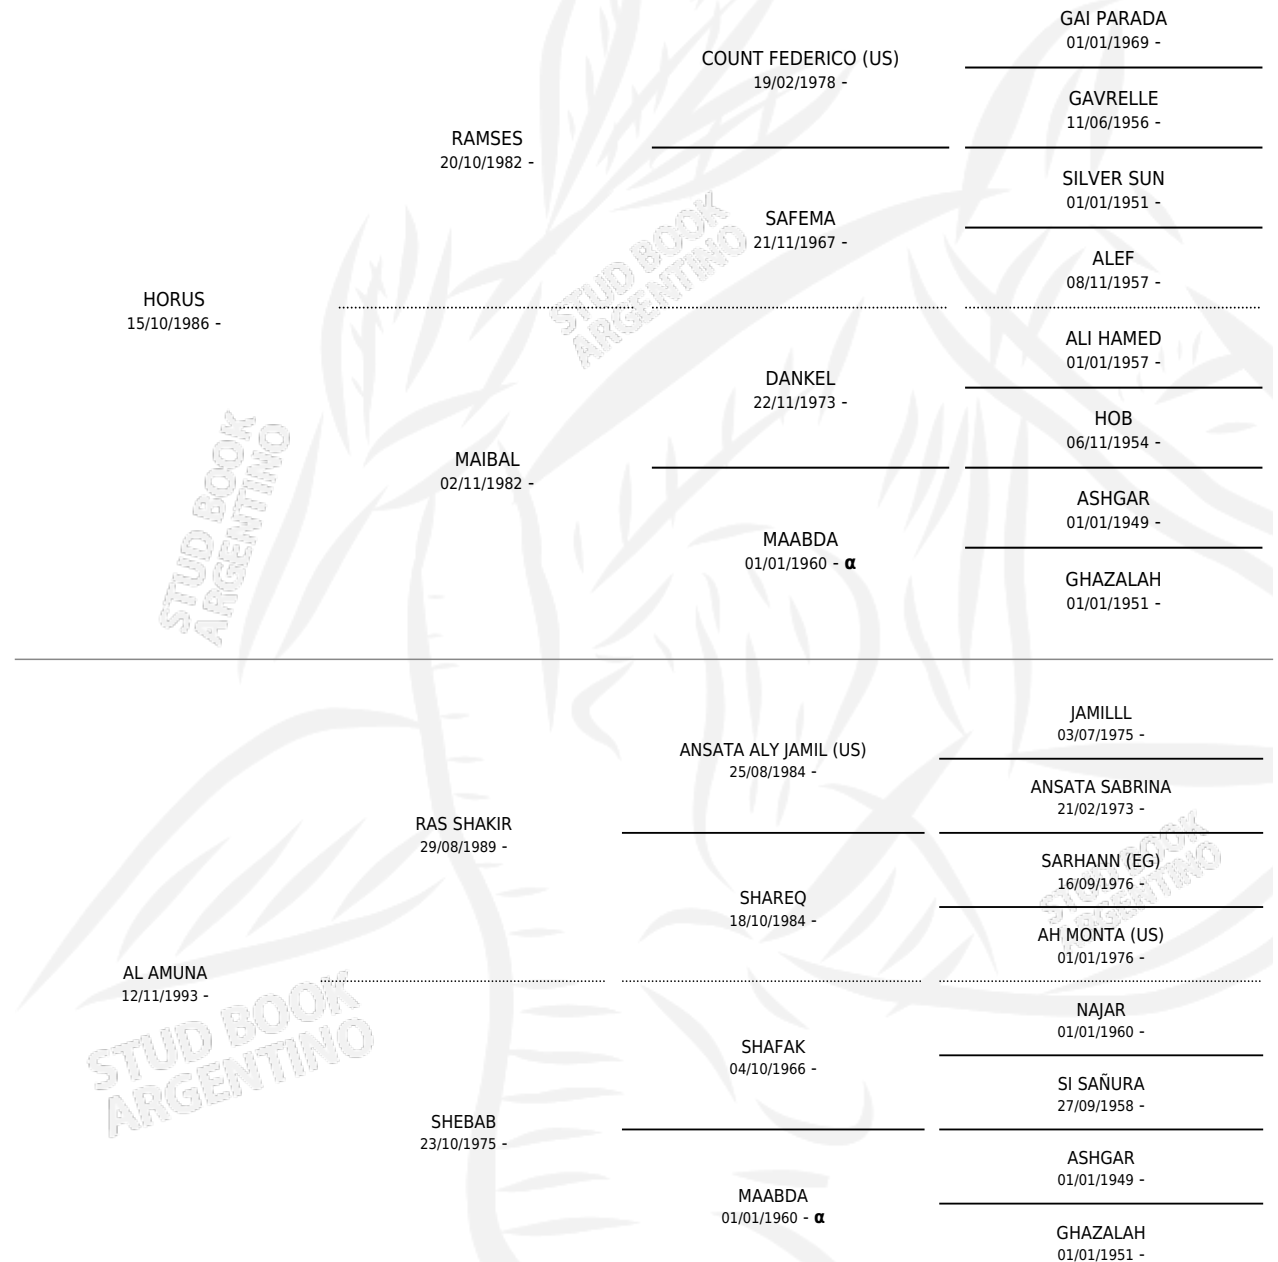 GAI PARADA
01/01/1969 -
COUNT FEDERICO (US)
19/02/1978 -
GAVRELLE
11/06/1956 -
RAMSES
20/10/1982 -
SILVER SUN
01/01/1951 -
SAFEMA
21/11/1967 -
ALEF
08/11/1957 -
HORUS
15/10/1986 -
ALI HAMED
01/01/1957 -
DANKEL
22/11/1973 -
HOB
06/11/1954 -
MAIBAL
02/11/1982 -
ASHGAR
01/01/1949 -
MAABDA
01/01/1960 - α
GHAZALAH
01/01/1951 -
STUD BOOK
ARGENTINO
STUD BOOK
ARGENTINO
JAMILLL
03/07/1975 -
ANSATA ALY JAMIL (US)
25/08/1984 -
ANSATA SABRINA
21/02/1973 -
RAS SHAKIR
29/08/1989 -
SARHANN (EG)
16/09/1976 -
SHAREQ
18/10/1984 -
AH MONTA (US)
01/01/1976 -
AL AMUNA
12/11/1993 -
NAJAR
01/01/1960 -
SHAFAK
04/10/1966 -
SI SAÑURA
27/09/1958 -
SHEBAB
23/10/1975 -
ASHGAR
01/01/1949 -
MAABDA
01/01/1960 - α
GHAZALAH
01/01/1951 -
STUD BOOK
ARGENTINO
STUD BOOK
ARGENTINO